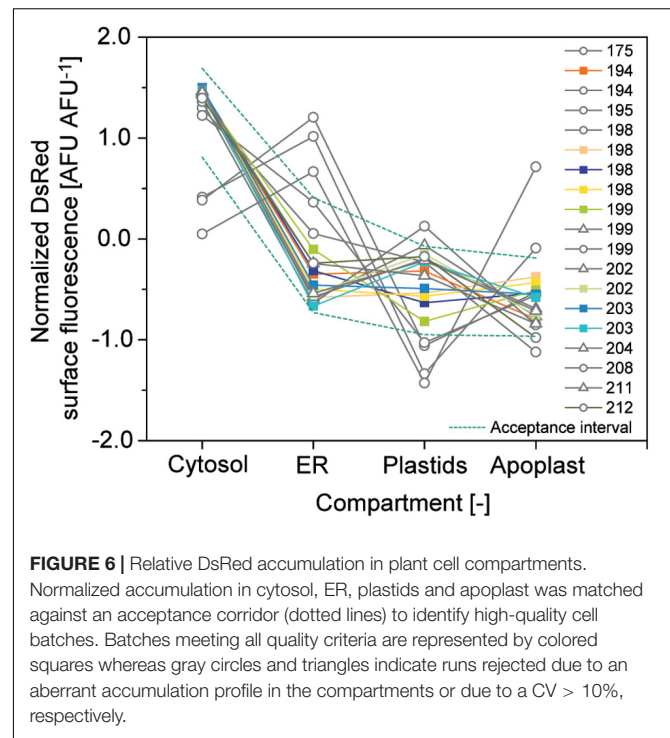 2.0
1.0
0.0
-1.0
-2.0
Normalized DsRed
surface fluorescence [AFU AFU-1]
Cytosol
ER
Plastids
Apoplast
Compartment [-]
175
194
194
195
198
198
198
198
199
199
199
202
202
203
203
204
208
211
212
Acceptance interval
FIGURE 6 | Relative DsRed accumulation in plant cell compartments.
Normalized accumulation in cytosol, ER, plastids and apoplast was matched
against an acceptance corridor (dotted lines) to identify high-quality cell
batches. Batches meeting all quality criteria are represented by colored
squares whereas gray circles and triangles indicate runs rejected due to an
aberrant accumulation profile in the compartments or due to a CV > 10%,
respectively.